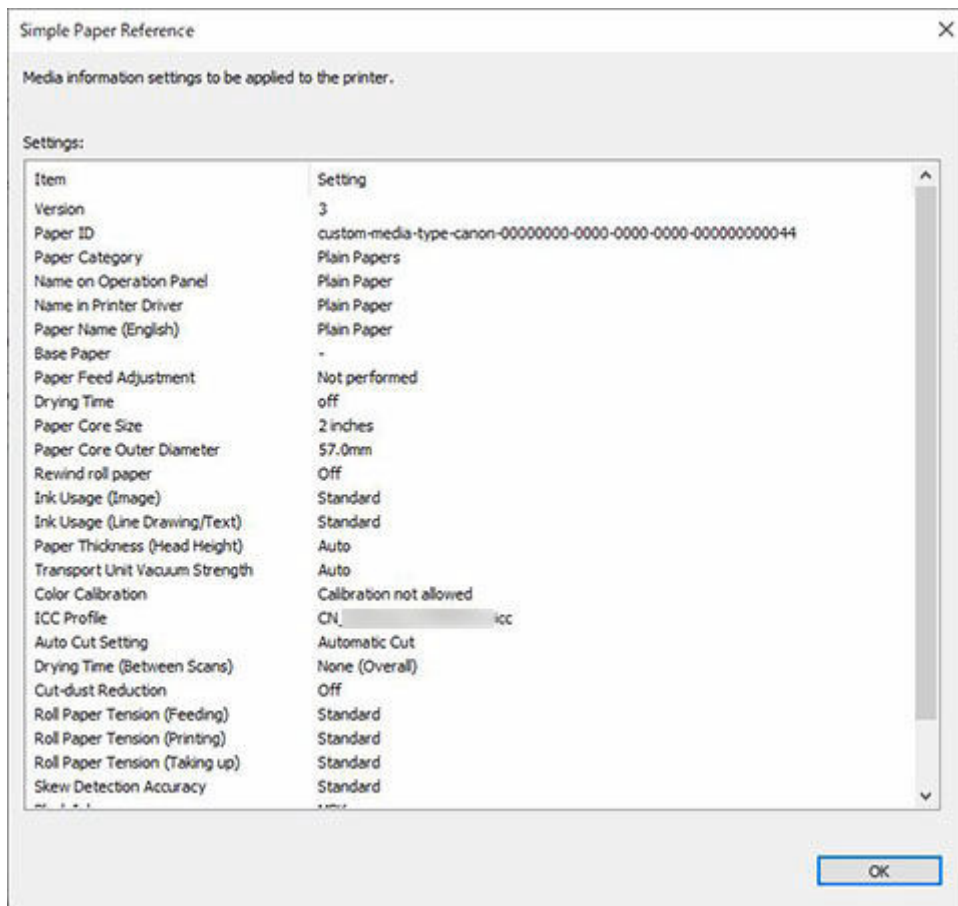 Simple Paper Reference
Media information settings to be applied to the printer.
Settings:
Item Setting
Version 3
Paper ID custom-media-type-canon-00000000-0000-0000-0000-000000000044
Paper Category Plain Papers
Name on Operation Panel Plain Paper
Name in Printer Driver Plain Paper
Paper Name (English) Plain Paper
Base Paper -
Paper Feed Adjustment Not performed
Drying Time off
Paper Core Size 2 inches
Paper Core Outer Diameter 57.0mm
Rewind roll paper Off
Ink Usage (Image) Standard
Ink Usage (Line Drawing/Text) Standard
Paper Thickness (Head Height) Auto
Transport Unit Vacuum Strength Auto
Color Calibration Calibration not allowed
ICC Profile CN_ icc
Auto Cut Setting Automatic Cut
Drying Time (Between Scans) None (Overall)
Cut-dust Reduction Off
Roll Paper Tension (Feeding) Standard
Roll Paper Tension (Printing) Standard
Roll Paper Tension (Taking up) Standard
Skew Detection Accuracy Standard
OK